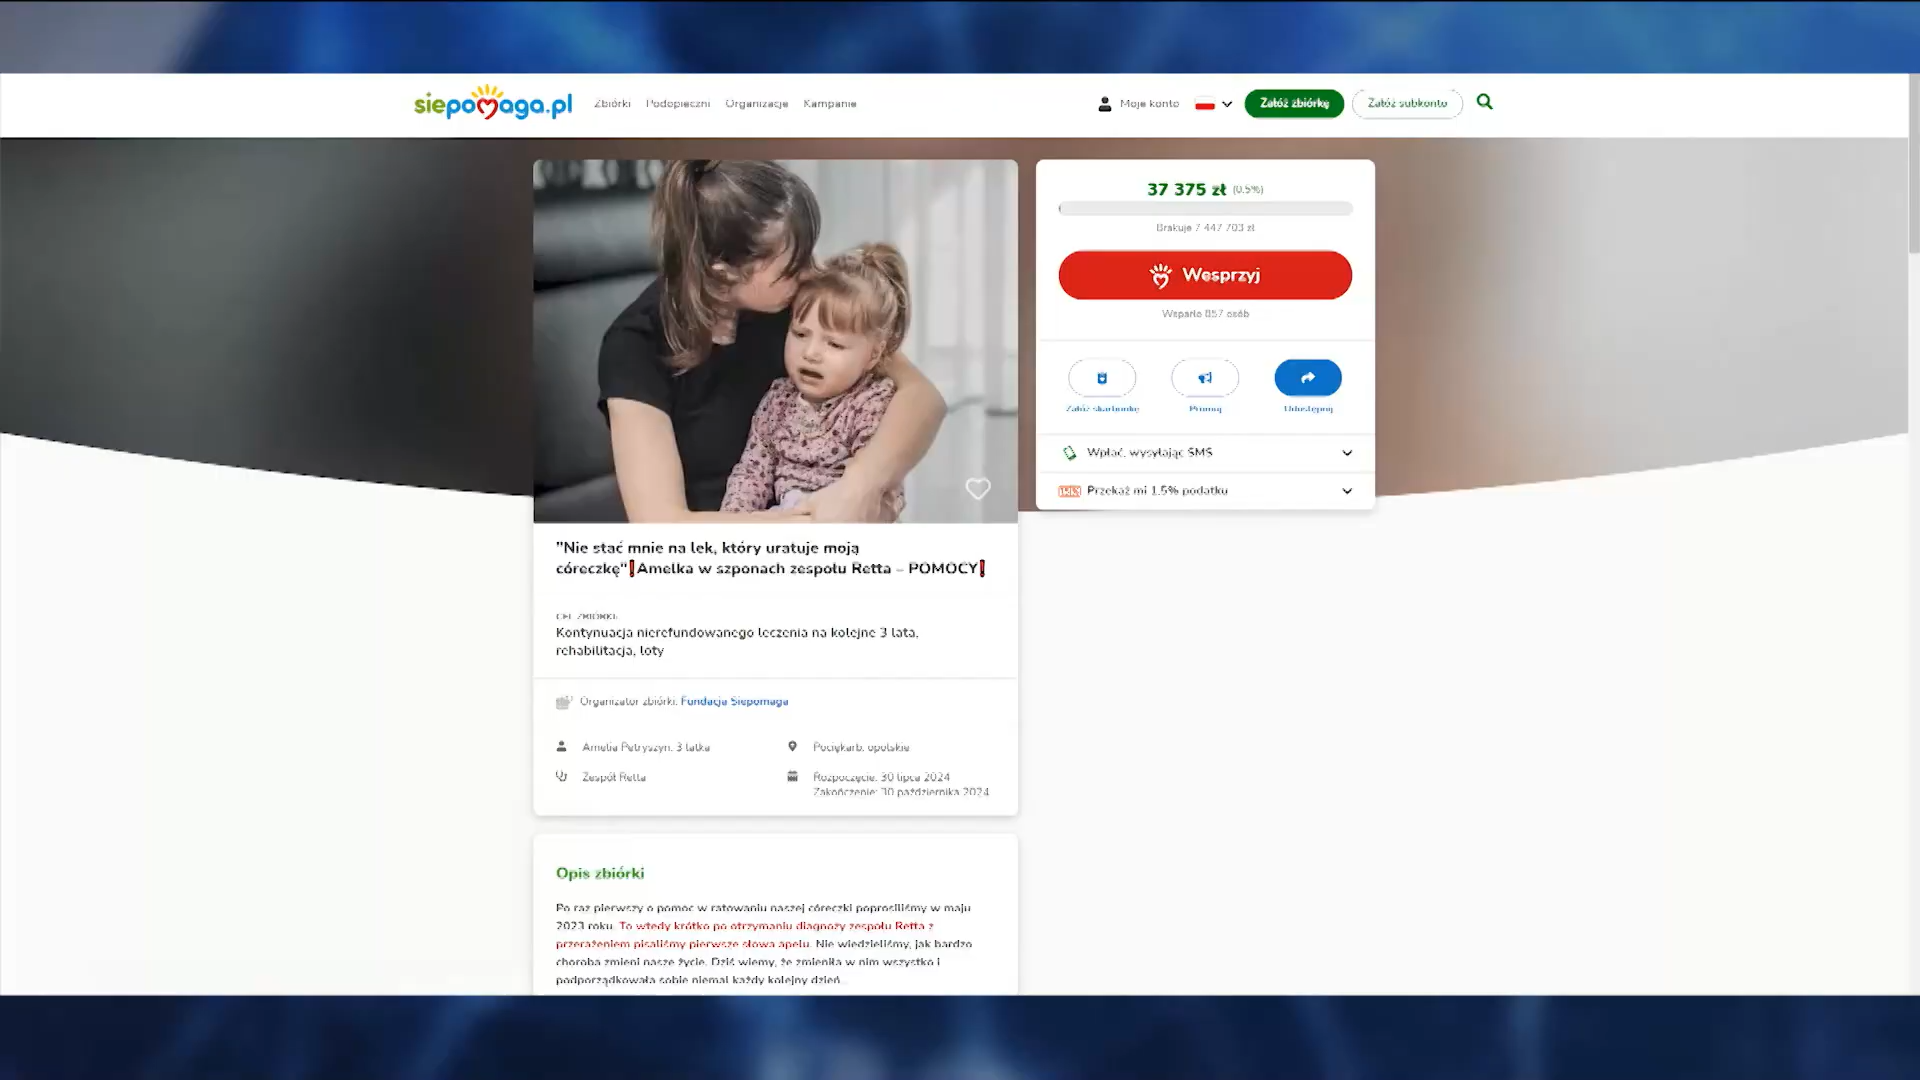 siepomaga.pl
Zbiórki Podopieczni Organizacje Kampanie
Moje konto
Załóż zbiórkę
Załóż subkonto
37 375 zł (0.5%)
Brakuje 7 447 703 zł
Wesprzyj
Wsparło 857 osób
Załóż skarbonkę
Promuj
Udostępnij
Wpłać, wysyłając SMS
1.5% Przekaż mi 1.5% podatku
"Nie stać mnie na lek, który uratuje moją
córeczkę"❗Amelka w szponach zespołu Retta – POMOCY❗
CEL ZBIÓRKI:
Kontynuacja nierefundowanego leczenia na kolejne 3 lata,
rehabilitacja, loty
Organizator zbiórki: Fundacja Siepomaga
Amelia Petryszyn, 3 latka
Pociękarb, opolskie
Zespół Retta
Rozpoczęcie: 30 lipca 2024
Zakończenie: 30 października 2024
Opis zbiórki
Po raz pierwszy o pomoc w ratowaniu naszej córeczki poprosiliśmy w maju
2023 roku. To wtedy krótko po otrzymaniu diagnozy zespołu Retta z
przerażeniem pisaliśmy pierwsze słowa apelu. Nie wiedzieliśmy, jak bardzo
choroba zmieni nasze życie. Dziś wiemy, że zmieniła w nim wszystko i
podporządkowała sobie niemal każdy kolejny dzień.